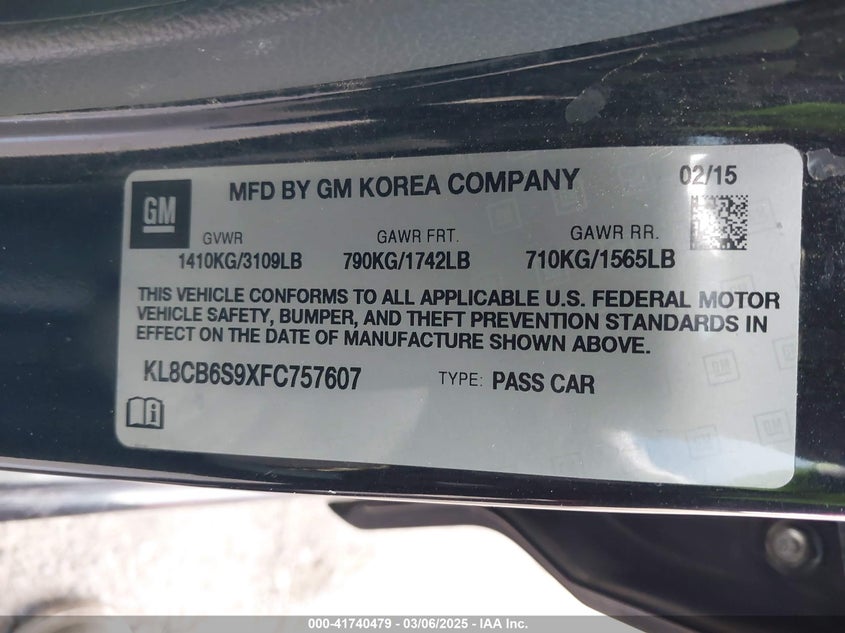 GM
MFD BY GM KOREA COMPANY
02/15
GVWR
GAWR FRT.
GAWR RR.
1410KG/3109LB
790KG/1742LB
710KG/1565LB
THIS VEHICLE CONFORMS TO ALL APPLICABLE U.S. FEDERAL MOTOR
VEHICLE SAFETY, BUMPER, AND THEFT PREVENTION STANDARDS IN
EFFECT ON THE DATE OF MANUFACTURE SHOWN ABOVE.
KL8CB6S9XFC757607
TYPE: PASS CAR
000-41740479 — 03/06/2025 — IAA Inc.